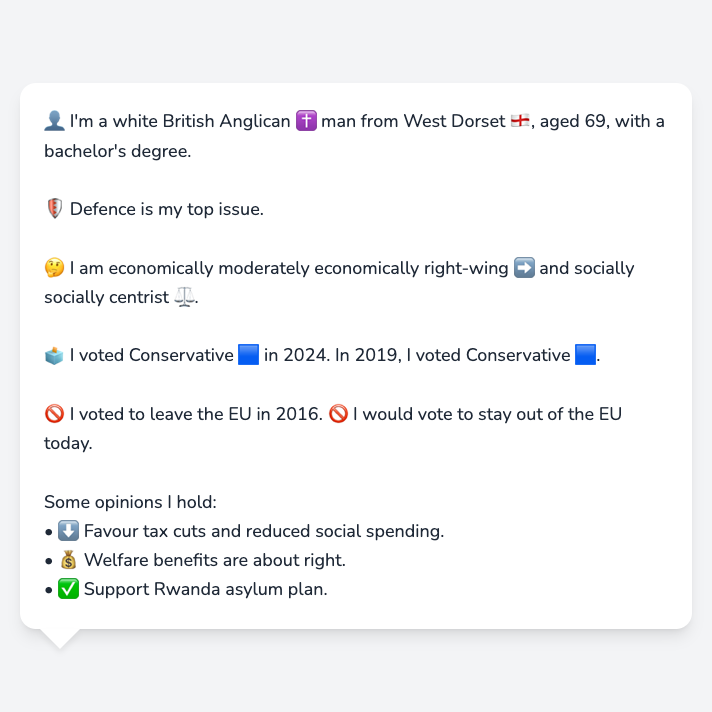 👤 I'm a white British Anglican ✝️ man from West Dorset 🏴󠁧󠁢󠁥󠁮󠁧󠁿, aged 69, with a
bachelor's degree.
🛡️ Defence is my top issue.
🤔 I am economically moderately economically right-wing ➡️ and socially
socially centrist ⚖️.
🗳️ I voted Conservative 🟦 in 2024. In 2019, I voted Conservative 🟦.
🚫 I voted to leave the EU in 2016. 🚫 I would vote to stay out of the EU
today.
Some opinions I hold:
• ⬇️ Favour tax cuts and reduced social spending.
• 💰 Welfare benefits are about right.
• ✅ Support Rwanda asylum plan.